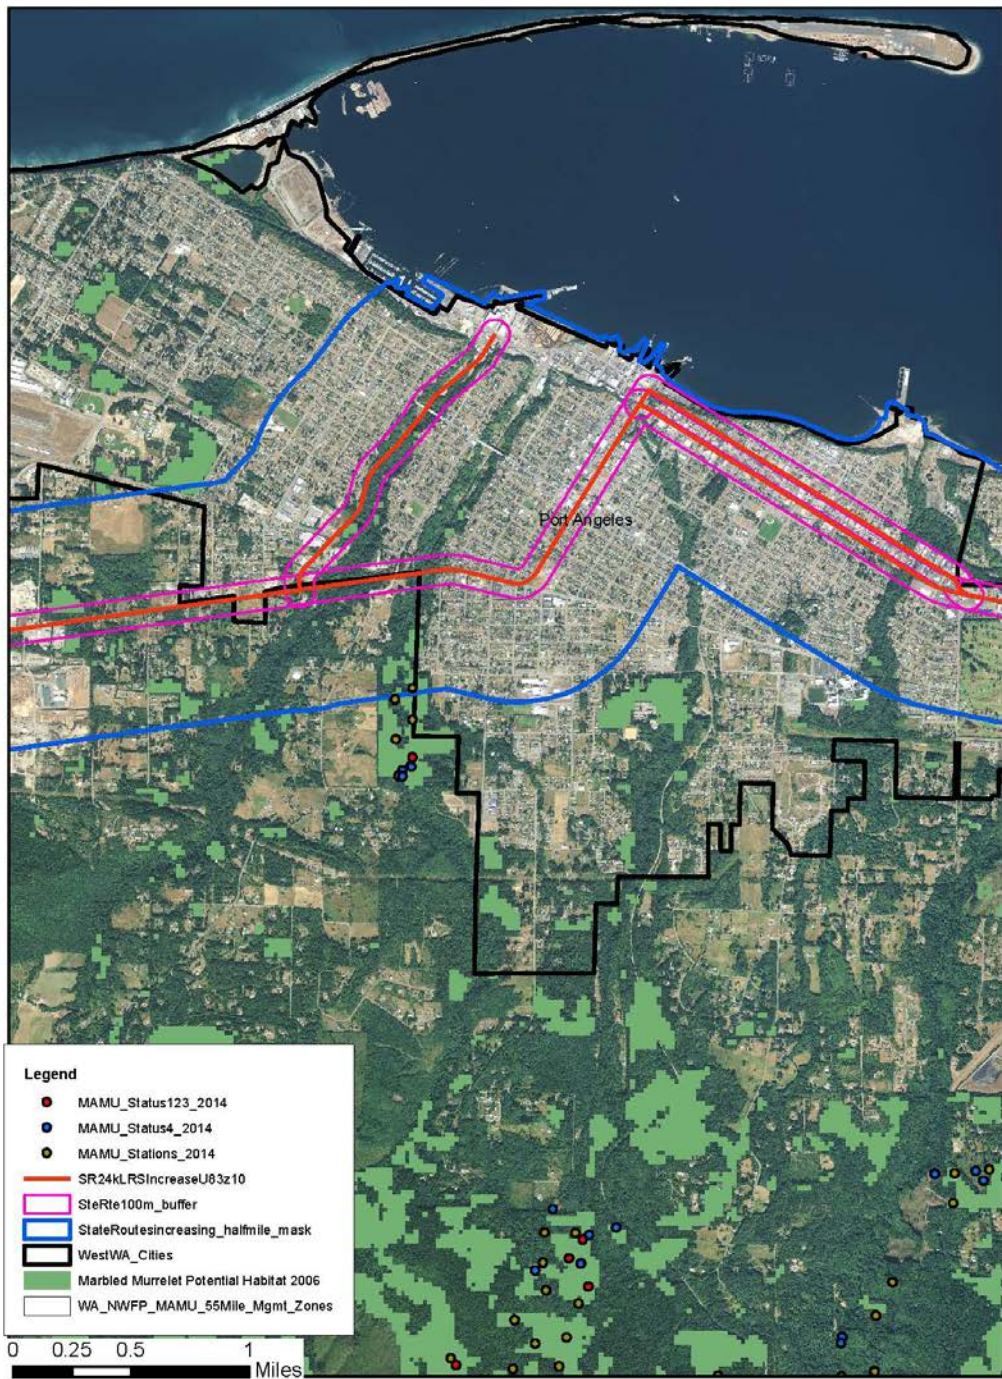 Port Angeles
Legend
MAMU_Status123_2014
MAMU_Status4_2014
MAMU_Stations_2014
SR24kLRSIncreaseU83z10
SteRte100m_buffer
StateRoutesincreasing_halfmile_mask
WestWA_Cities
Marbled Murrelet Potential Habitat 2006
WA_NWFP_MAMU_55Mile_Mgmt_Zones
0 0.25 0.5 1
Miles